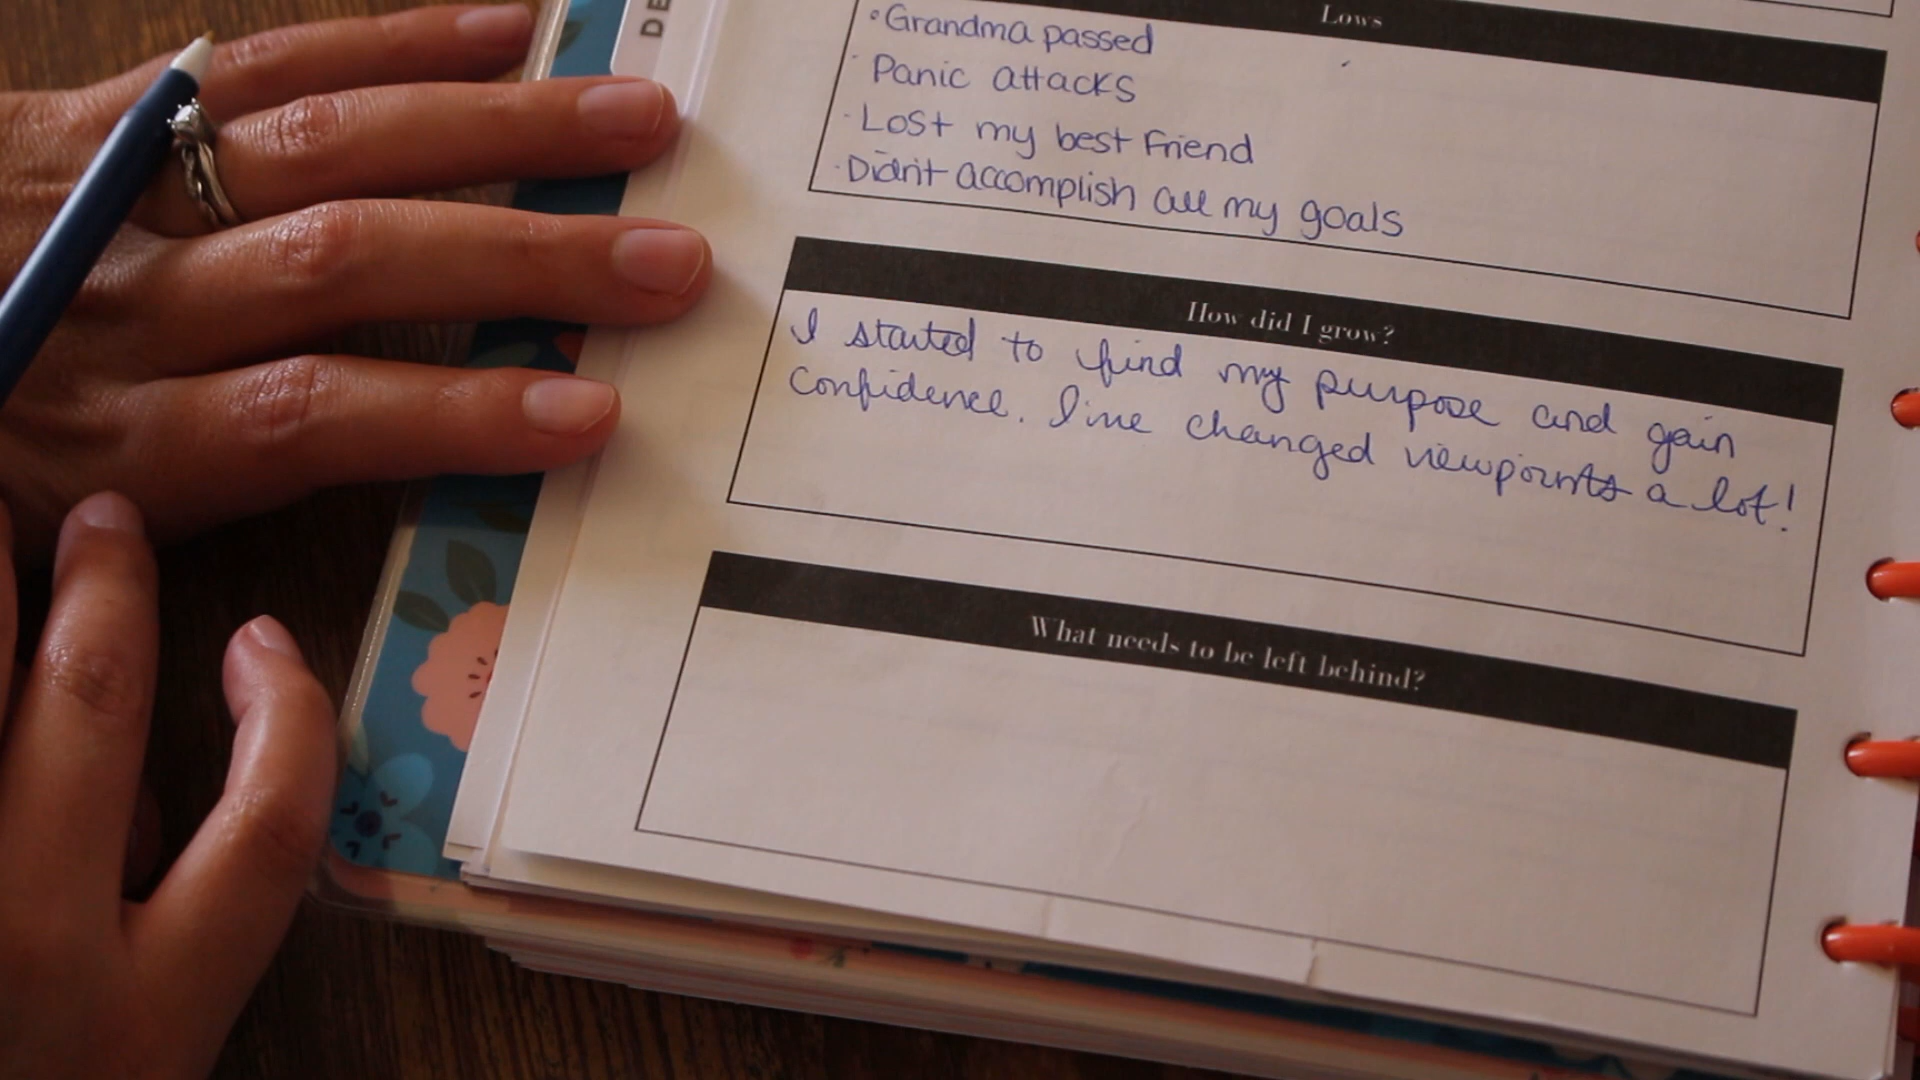 DE
Lows
• Grandma passed
· Panic attacks
· Lost my best friend
· Didn't accomplish all my goals
How did I grow?
I started to find my purpose and gain
confidence. I've changed viewpoints a lot!
What needs to be left behind?